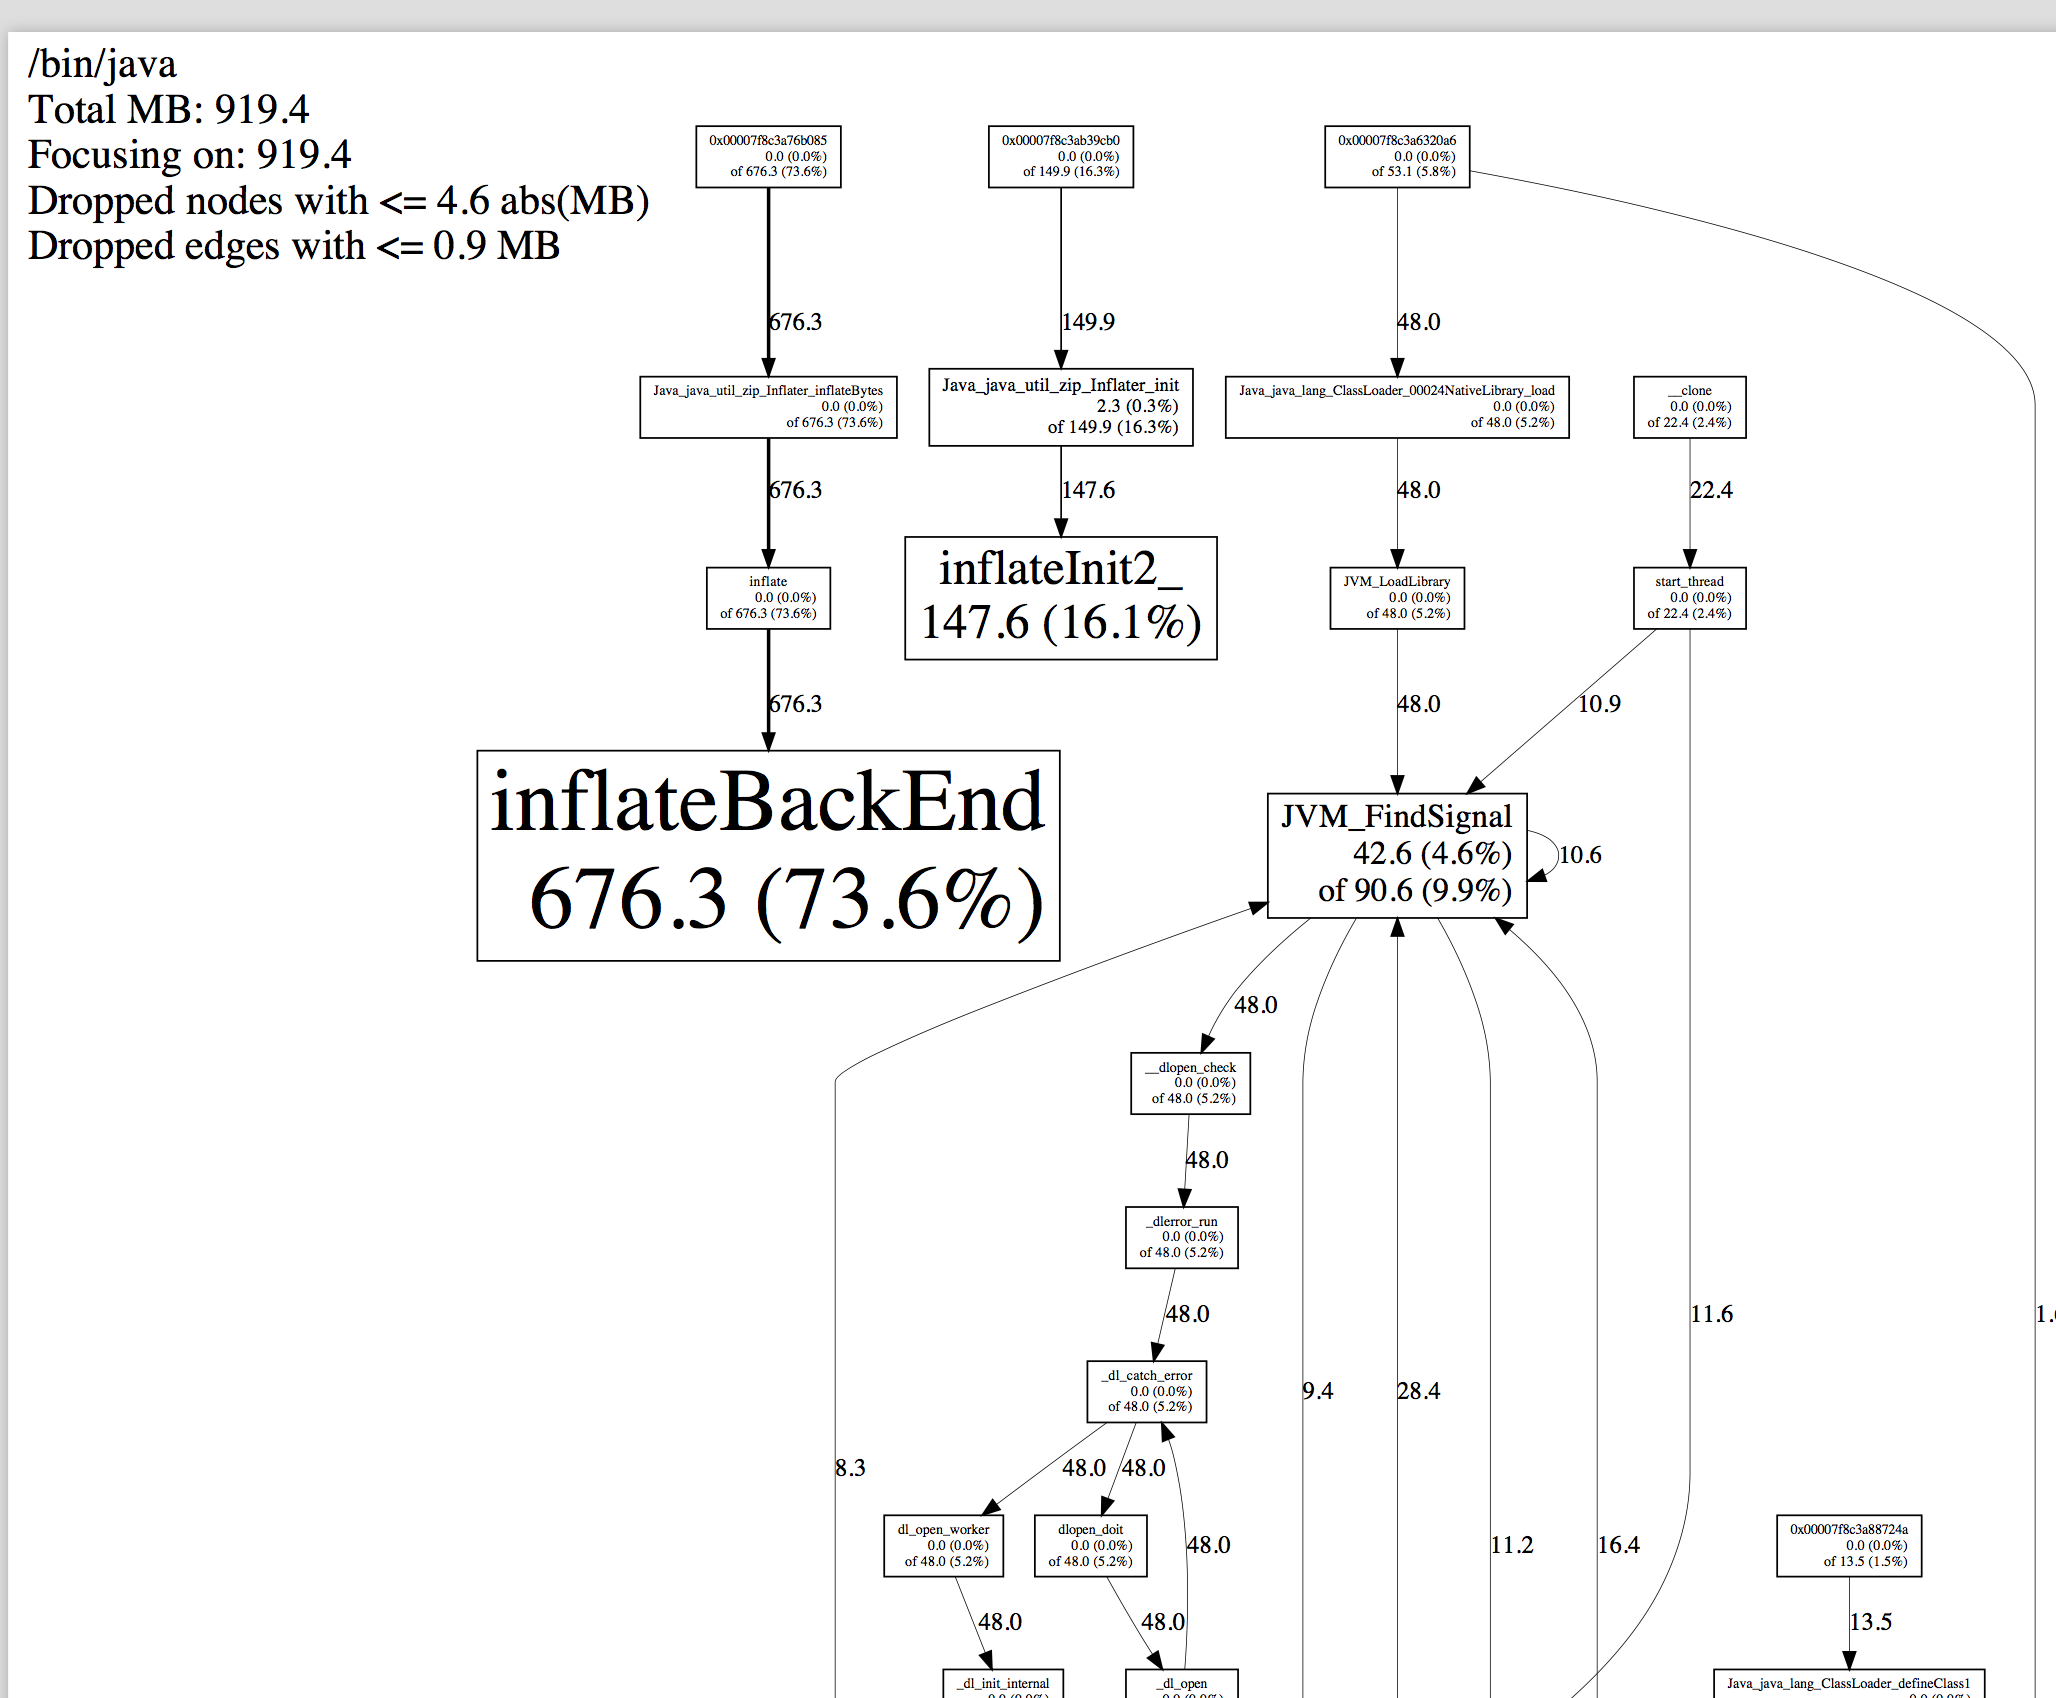 /bin/java
Total MB: 919.4
Focusing on: 919.4
Dropped nodes with <= 4.6 abs(MB)
Dropped edges with <= 0.9 MB
0x00007f8c3a76b085
0.0 (0.0%)
of 676.3 (73.6%)
0x00007f8c3ab39cb0
0.0 (0.0%)
of 149.9 (16.3%)
0x00007f8c3a6320a6
0.0 (0.0%)
of 53.1 (5.8%)
676.3
149.9
48.0
Java_java_util_zip_Inflater_inflateBytes
0.0 (0.0%)
of 676.3 (73.6%)
Java_java_util_zip_Inflater_init
2.3 (0.3%)
of 149.9 (16.3%)
Java_java_lang_ClassLoader_00024NativeLibrary_load
0.0 (0.0%)
of 48.0 (5.2%)
__clone
0.0 (0.0%)
of 22.4 (2.4%)
676.3
147.6
48.0
22.4
inflate
0.0 (0.0%)
of 676.3 (73.6%)
inflateInit2_
147.6 (16.1%)
JVM_LoadLibrary
0.0 (0.0%)
of 48.0 (5.2%)
start_thread
0.0 (0.0%)
of 22.4 (2.4%)
676.3
48.0
10.9
inflateBackEnd
676.3 (73.6%)
JVM_FindSignal
42.6 (4.6%)
of 90.6 (9.9%)
10.6
48.0
__dlopen_check
0.0 (0.0%)
of 48.0 (5.2%)
48.0
_dlerror_run
0.0 (0.0%)
of 48.0 (5.2%)
48.0
11.6
_dl_catch_error
0.0 (0.0%)
of 48.0 (5.2%)
9.4
28.4
8.3
48.0
48.0
dl_open_worker
0.0 (0.0%)
of 48.0 (5.2%)
dlopen_doit
0.0 (0.0%)
of 48.0 (5.2%)
48.0
11.2
16.4
0x00007f8c3a88724a
0.0 (0.0%)
of 13.5 (1.5%)
48.0
48.0
13.5
_dl_init_internal
_dl_open
Java_java_lang_ClassLoader_defineClass1